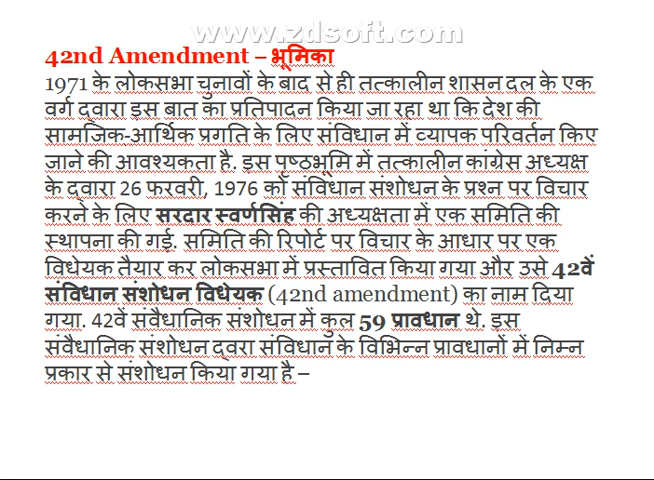 www.zdsoft.com
42nd Amendment – भूमिका
1971 के लोकसभा चुनावों के बाद से ही तत्कालीन शासन दल के एक
वर्ग द्वारा इस बात का प्रतिपादन किया जा रहा था कि देश की
सामजिक-आर्थिक प्रगति के लिए संविधान में व्यापक परिवर्तन किए
जाने की आवश्यकता है. इस पृष्ठभूमि में तत्कालीन कांग्रेस अध्यक्ष
के द्वारा 26 फरवरी, 1976 को संविधान संशोधन के प्रश्न पर विचार
करने के लिए सरदार स्वर्णसिंह की अध्यक्षता में एक समिति की
स्थापना की गई. समिति की रिपोर्ट पर विचार के आधार पर एक
विधेयक तैयार कर लोकसभा में प्रस्तावित किया गया और उसे 42वें
संविधान संशोधन विधेयक (42nd amendment) का नाम दिया
गया. 42वें संवैधानिक संशोधन में कुल 59 प्रावधान थे. इस
संवैधानिक संशोधन द्वरा संविधान के विभिन्न प्रावधानों में निम्न
प्रकार से संशोधन किया गया है –